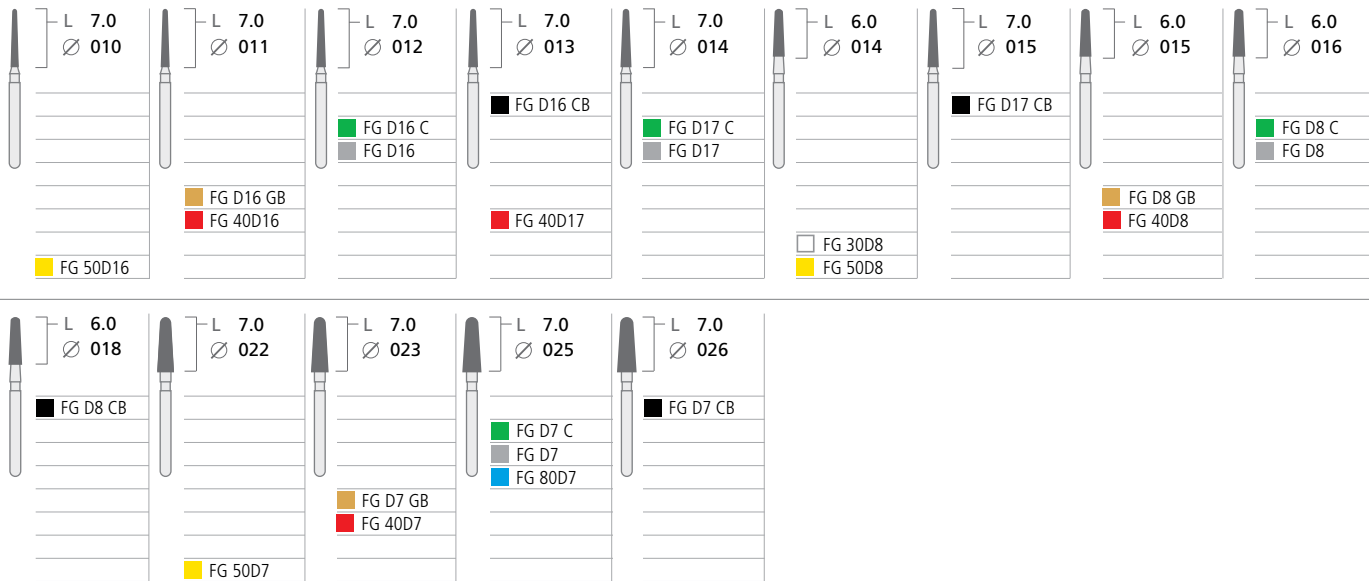 L 7.0
Ø 010
FG 50D16
L 7.0
Ø 011
FG D16 GB
FG 40D16
L 7.0
Ø 012
FG D16 C
FG D16
L 7.0
Ø 013
FG D16 CB
FG 40D17
L 7.0
Ø 014
FG D17 C
FG D17
L 6.0
Ø 014
FG 30D8
FG 50D8
L 7.0
Ø 015
FG D17 CB
L 6.0
Ø 015
FG D8 GB
FG 40D8
L 6.0
Ø 016
FG D8 C
FG D8
L 6.0
Ø 018
FG D8 CB
L 7.0
Ø 022
FG 50D7
L 7.0
Ø 023
FG D7 GB
FG 40D7
L 7.0
Ø 025
FG D7 C
FG D7
FG 80D7
L 7.0
Ø 026
FG D7 CB